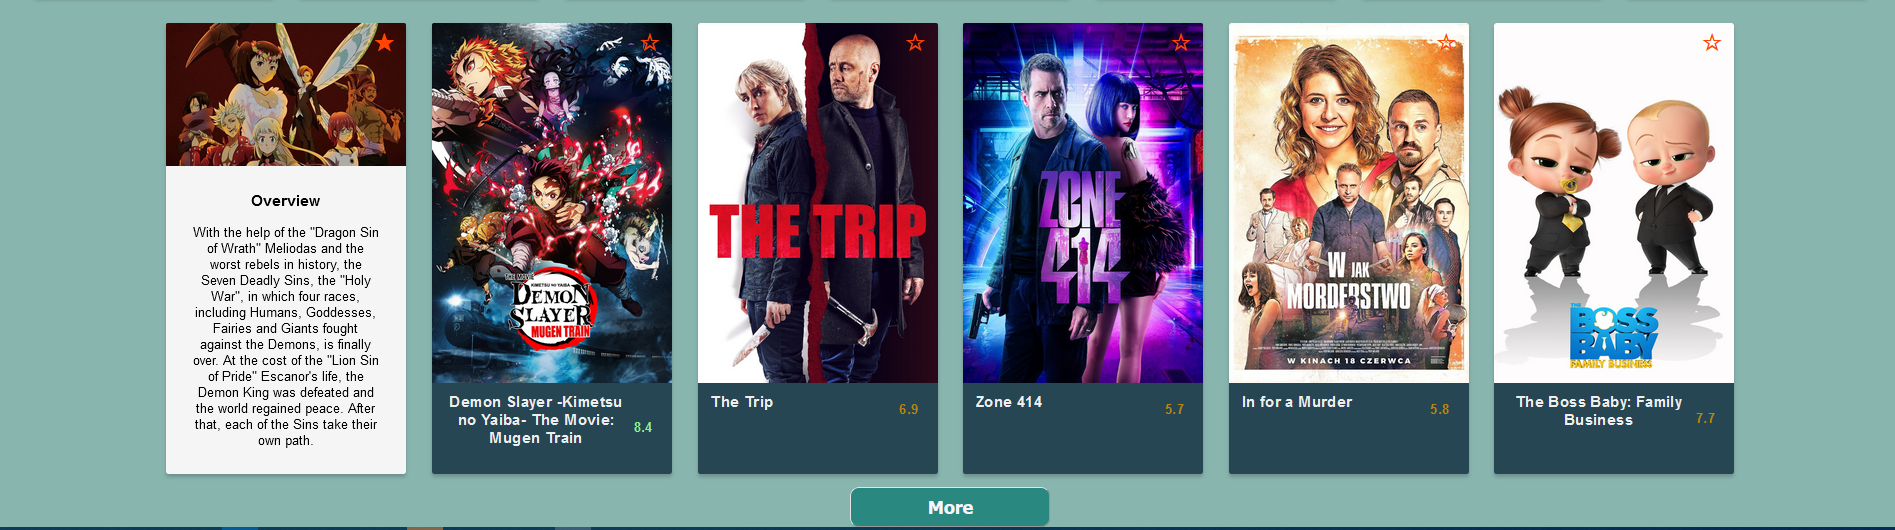 Overview
With the help of the "Dragon Sin
of Wrath" Meliodas and the
worst rebels in history, the
Seven Deadly Sins, the "Holy
War", in which four races,
including Humans, Goddesses,
Fairies and Giants fought
against the Demons, is finally
over. At the cost of the "Lion Sin
of Pride" Escanor's life, the
Demon King was defeated and
the world regained peace. After
that, each of the Sins take their
own path.
THE MOVIE
KIMETSU NO YAIBA
DEMON
SLAYER
MUGEN TRAIN
Demon Slayer -Kimetsu
no Yaiba- The Movie:
Mugen Train
8.4
THE TRIP
The Trip
6.9
ZONE
414
Zone 414
5.7
W JAK
MORDERSTWO
W KINACH 18 CZERWCA
In for a Murder
5.8
THE
BOSS
BABY
FAMILY BUSINESS
The Boss Baby: Family
Business
7.7
More